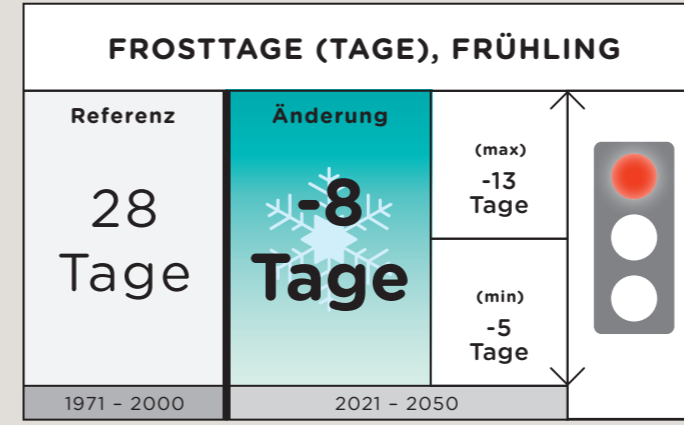 FROSTTAGE (TAGE), FRÜHLING
Referenz
28
Tage
1971 – 2000
Änderung
-8
Tage
(max)
-13
Tage
(min)
-5
Tage
2021 – 2050